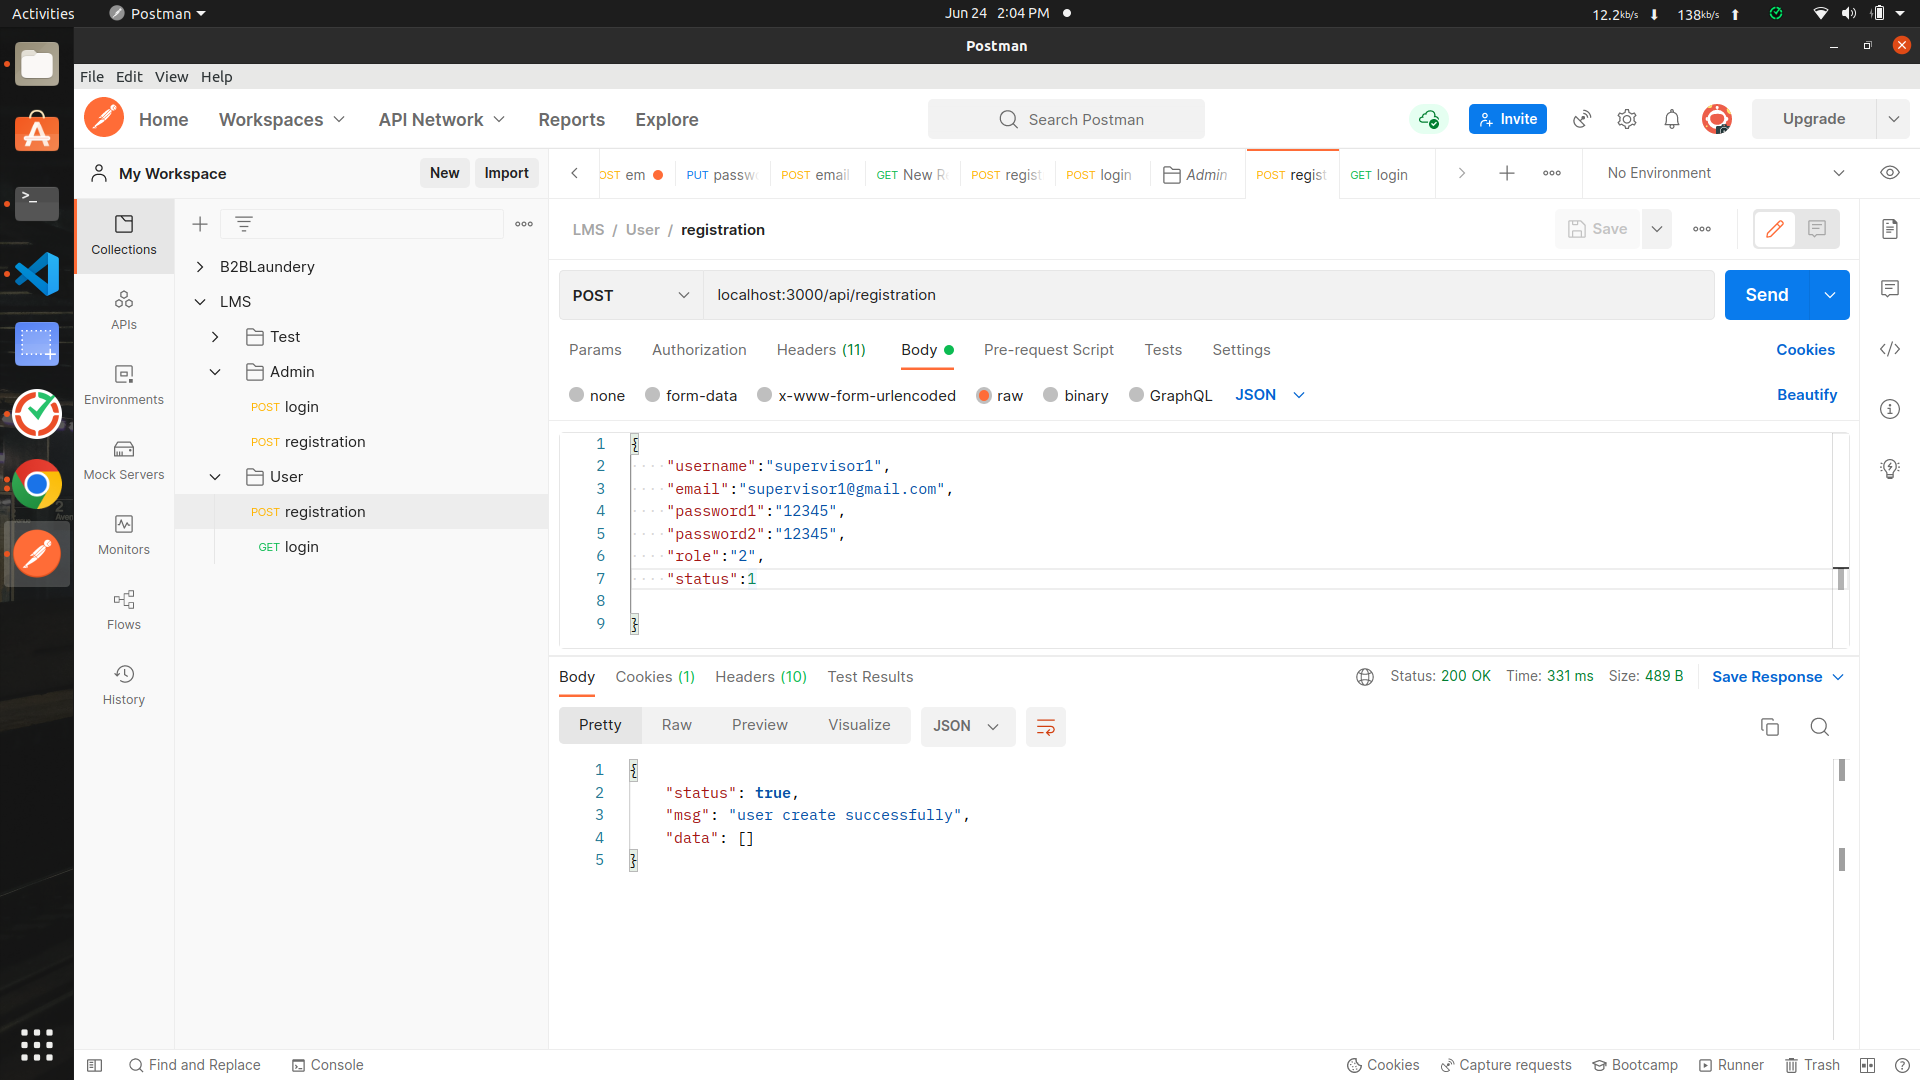 Activities
Postman
Jun 24 2:04 PM
12.2kb/s
138kb/s
Postman
File Edit View Help
Home
Workspaces
API Network
Reports
Explore
Search Postman
Invite
Upgrade
My Workspace
New
Import
POST em
PUT passw
POST email
GET New Re
POST regist
POST login
Admin
POST regist
GET login
No Environment
Collections
APIs
Environments
Mock Servers
Monitors
Flows
History
B2BLaundery
LMS
Test
Admin
POST login
POST registration
User
POST registration
GET login
LMS / User / registration
Save
POST
localhost:3000/api/registration
Send
Params
Authorization
Headers (11)
Body
Pre-request Script
Tests
Settings
Cookies
none
form-data
x-www-form-urlencoded
raw
binary
GraphQL
JSON
Beautify
1 {
2 "username":"supervisor1",
3 "email":"supervisor1@gmail.com",
4 "password1":"12345",
5 "password2":"12345",
6 "role":"2",
7 "status":1
8
9 }
Body
Cookies (1)
Headers (10)
Test Results
Status: 200 OK
Time: 331 ms
Size: 489 B
Save Response
Pretty
Raw
Preview
Visualize
JSON
1 {
2 "status": true,
3 "msg": "user create successfully",
4 "data": []
5 }
Find and Replace
Console
Cookies
Capture requests
Bootcamp
Runner
Trash